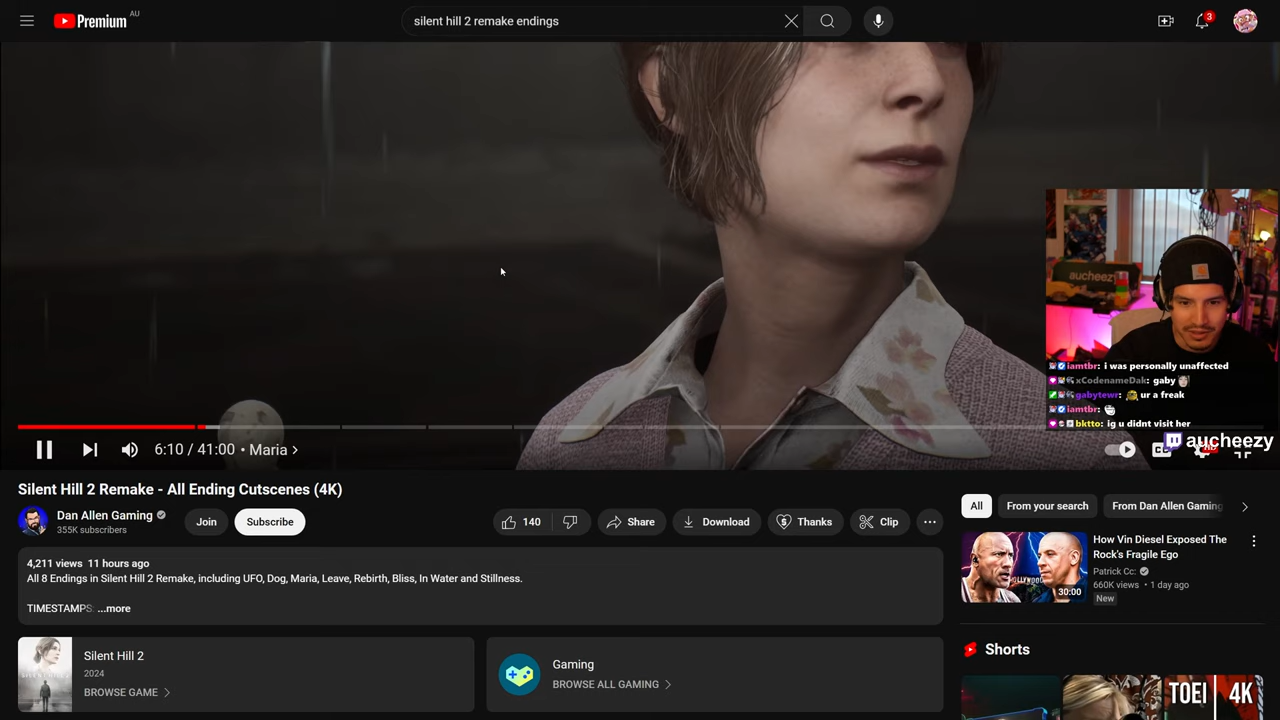 Premium AU
silent hill 2 remake endings
3
aucheezy
iamtbr: i was personally unaffected
xCodenameDak: gaby
gabytewr: ur a freak
iamtbr:
bktto: ig u didnt visit her
aucheezy
6:10 / 41:00 • Maria >
Silent Hill 2 Remake - All Ending Cutscenes (4K)
Dan Allen Gaming
355K subscribers
Join
Subscribe
140
Share
Download
Thanks
Clip
All
From your search
From Dan Allen Gaming
4,211 views 11 hours ago
All 8 Endings in Silent Hill 2 Remake, including UFO, Dog, Maria, Leave, Rebirth, Bliss, In Water and Stillness.
TIMESTAMPS: ...more
How Vin Diesel Exposed The
Rock's Fragile Ego
Patrick Cc:
660K views • 1 day ago
New
30:00
Silent Hill 2
2024
BROWSE GAME
Gaming
BROWSE ALL GAMING
Shorts
TOEI 4K